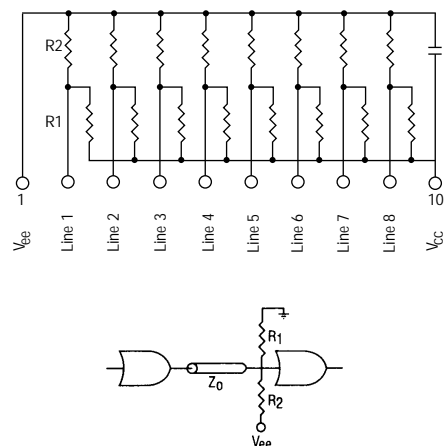 R2
R1
1
10
Vee
Line 1
Line 2
Line 3
Line 4
Line 5
Line 6
Line 7
Line 8
Vcc
R1
Zo
R2
Vee